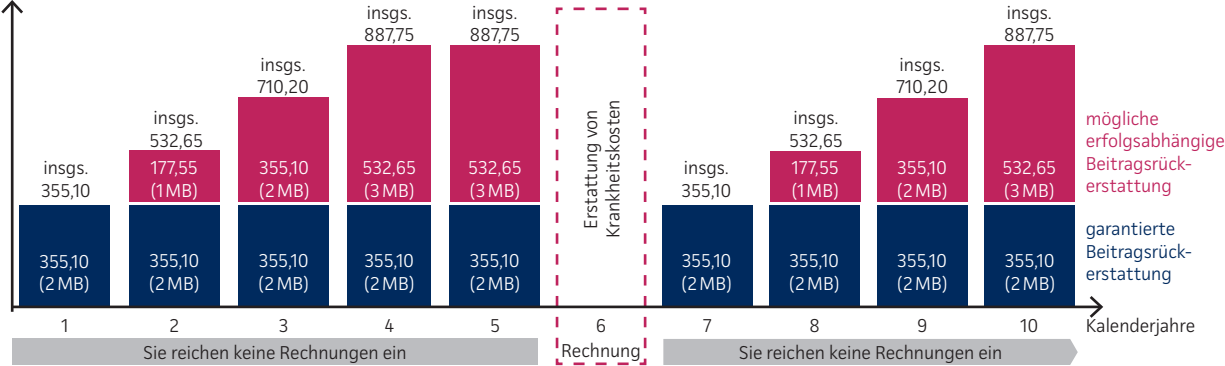 insgs.
355,10
355,10
(2 MB)
insgs.
532,65
177,55
(1 MB)
355,10
(2 MB)
insgs.
710,20
355,10
(2 MB)
355,10
(2 MB)
insgs.
887,75
532,65
(3 MB)
355,10
(2 MB)
insgs.
887,75
532,65
(3 MB)
355,10
(2 MB)
Erstattung von
Krankheitskosten
insgs.
355,10
355,10
(2 MB)
insgs.
532,65
177,55
(1 MB)
355,10
(2 MB)
insgs.
710,20
355,10
(2 MB)
355,10
(2 MB)
insgs.
887,75
532,65
(3 MB)
355,10
(2 MB)
mögliche
erfolgsabhängige
Beitragsrück-
erstattung
garantierte
Beitragsrück-
erstattung
1 2 3 4 5 6 7 8 9 10 Kalenderjahre
Sie reichen keine Rechnungen ein Rechnung Sie reichen keine Rechnungen ein